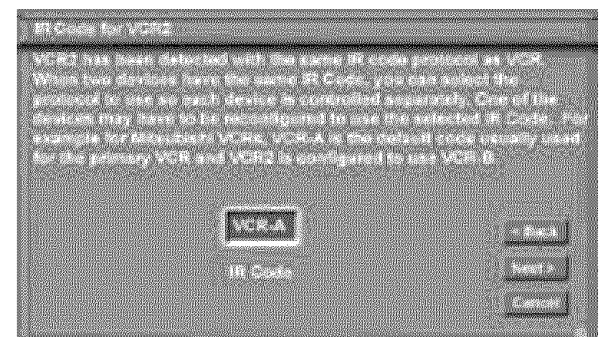 IR Code for VCR2
VCR2 has been detected with the same IR code protocol as VCR.
When two devices have the same IR Code, you can select the
protocol to use so each device is controlled separately. One of the
devices may have to be reconfigured to use the selected IR Code. For
example for Mitsubishi VCRs, VCR-A is the default code usually used
for the primary VCR and VCR2 is configured to use VCR-B.
VCR-A
IR Code
< Back
Next >
Cancel